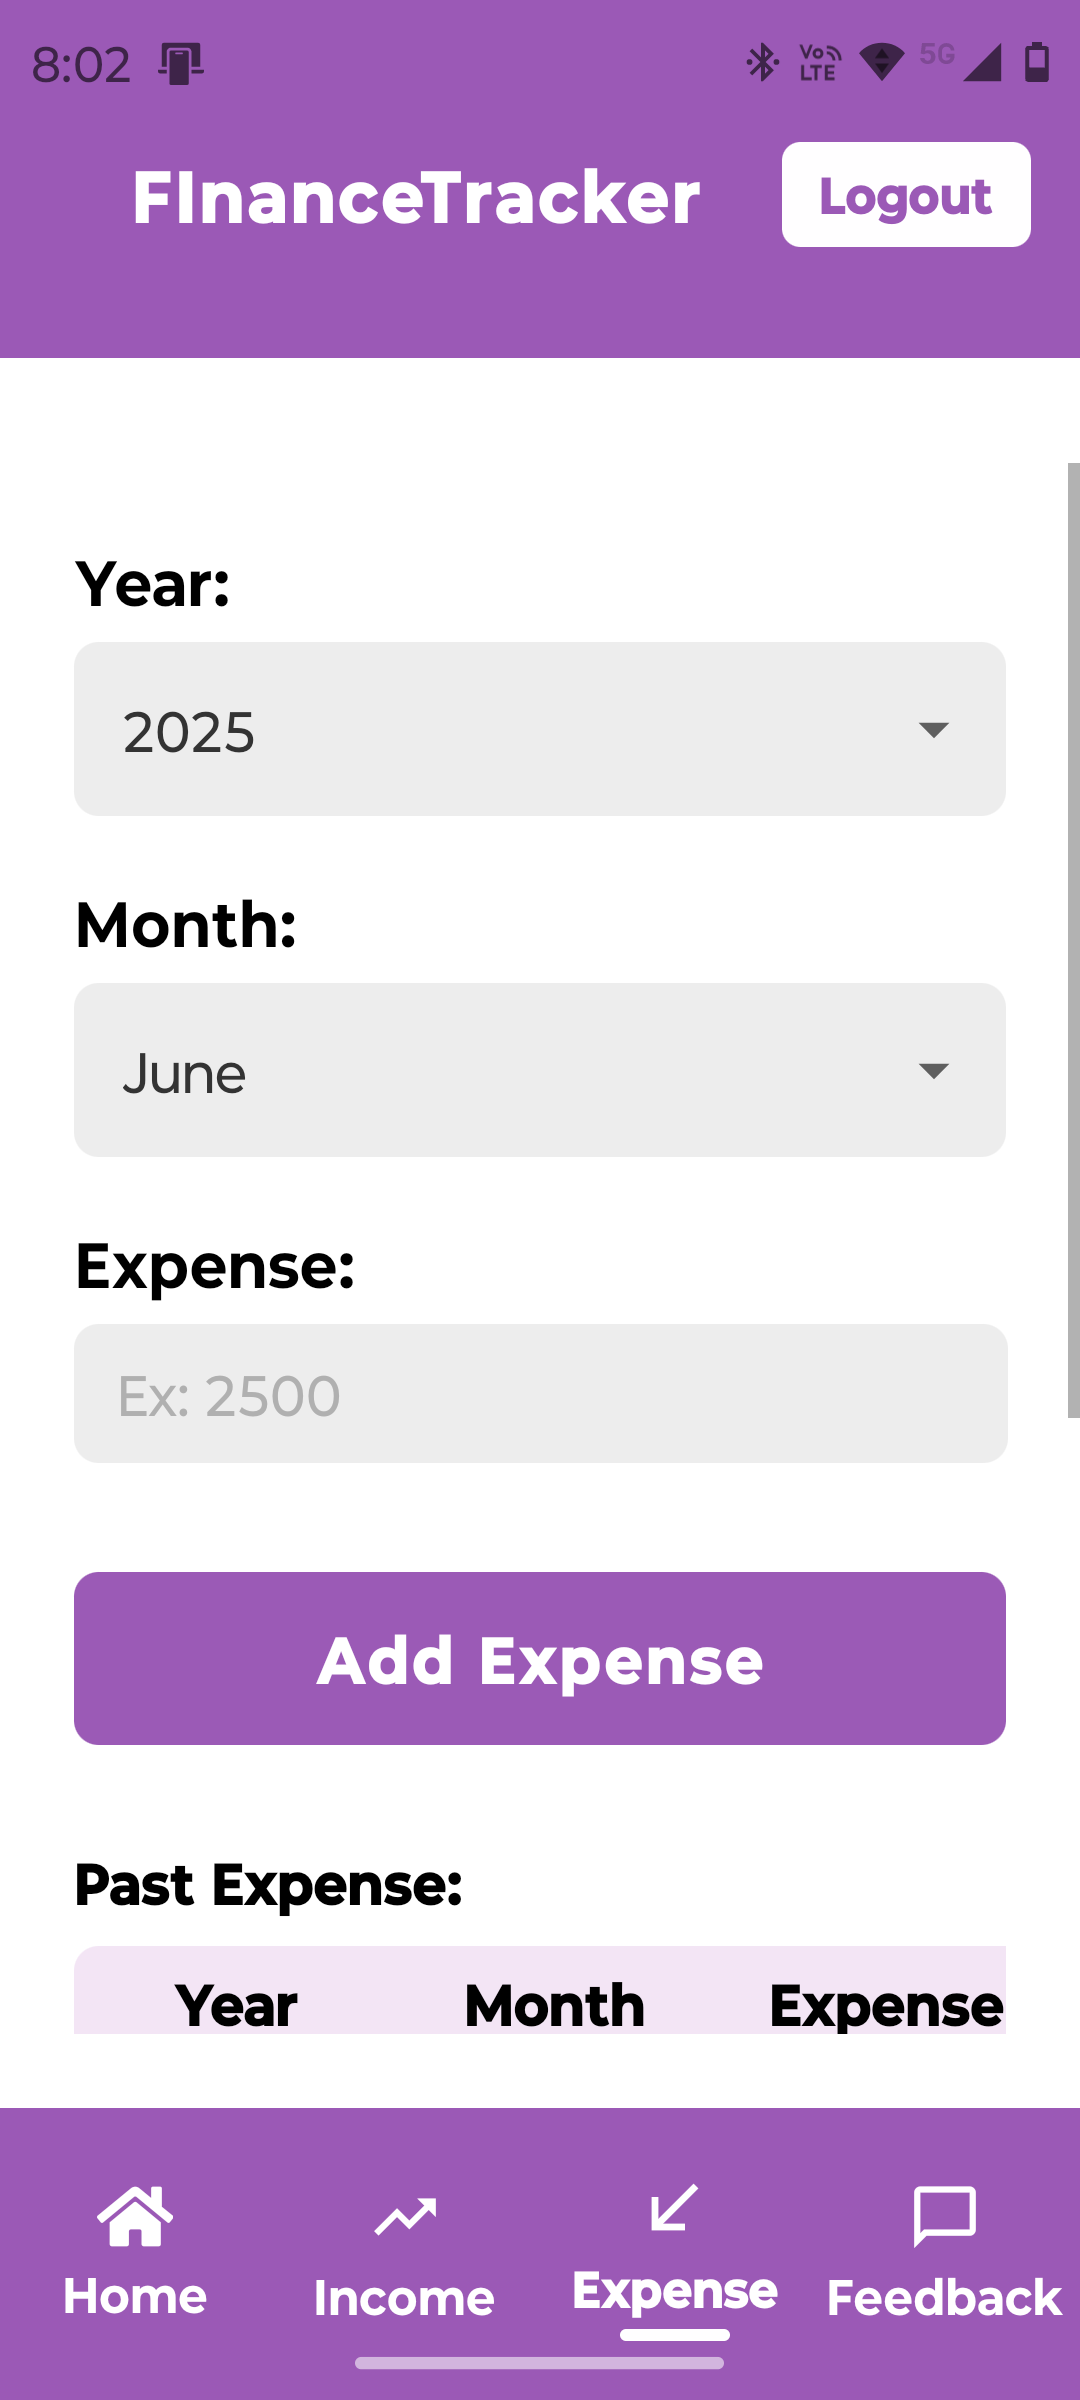 8:02
Vo LTE 5G
FInanceTracker
Logout
Year:
2025
Month:
June
Expense:
Ex: 2500
Add Expense
Past Expense:
Year Month Expense
Home Income Expense Feedback